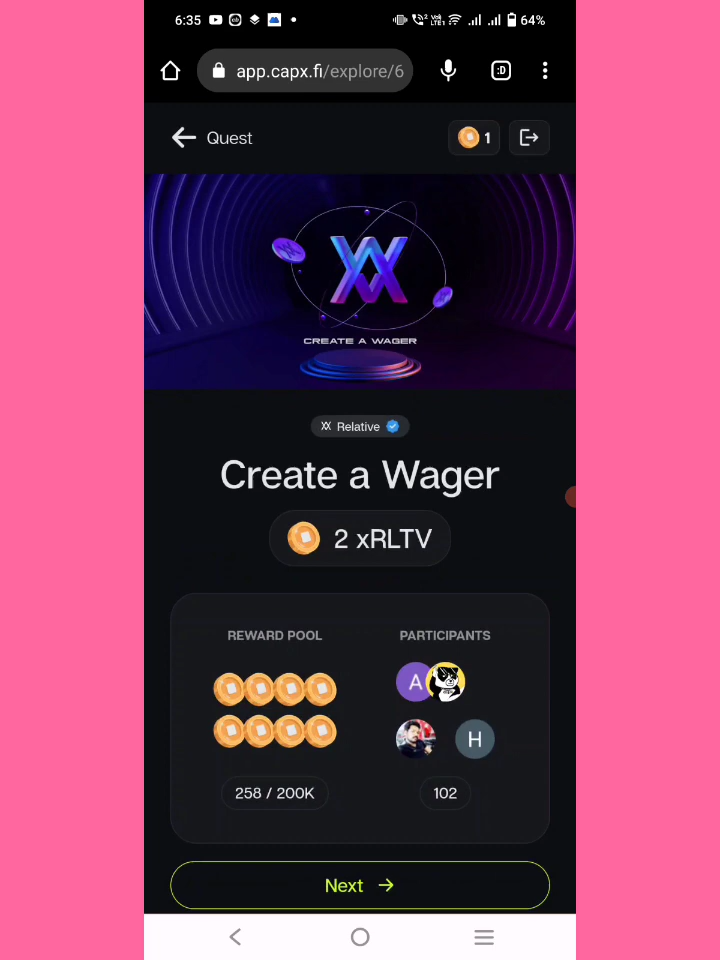 6:35
64%
app.capx.fi/explore/6
:D
Quest
1
CREATE A WAGER
Relative
Create a Wager
2 xRLTV
REWARD POOL PARTICIPANTS
A
H
258 / 200K 102
Next